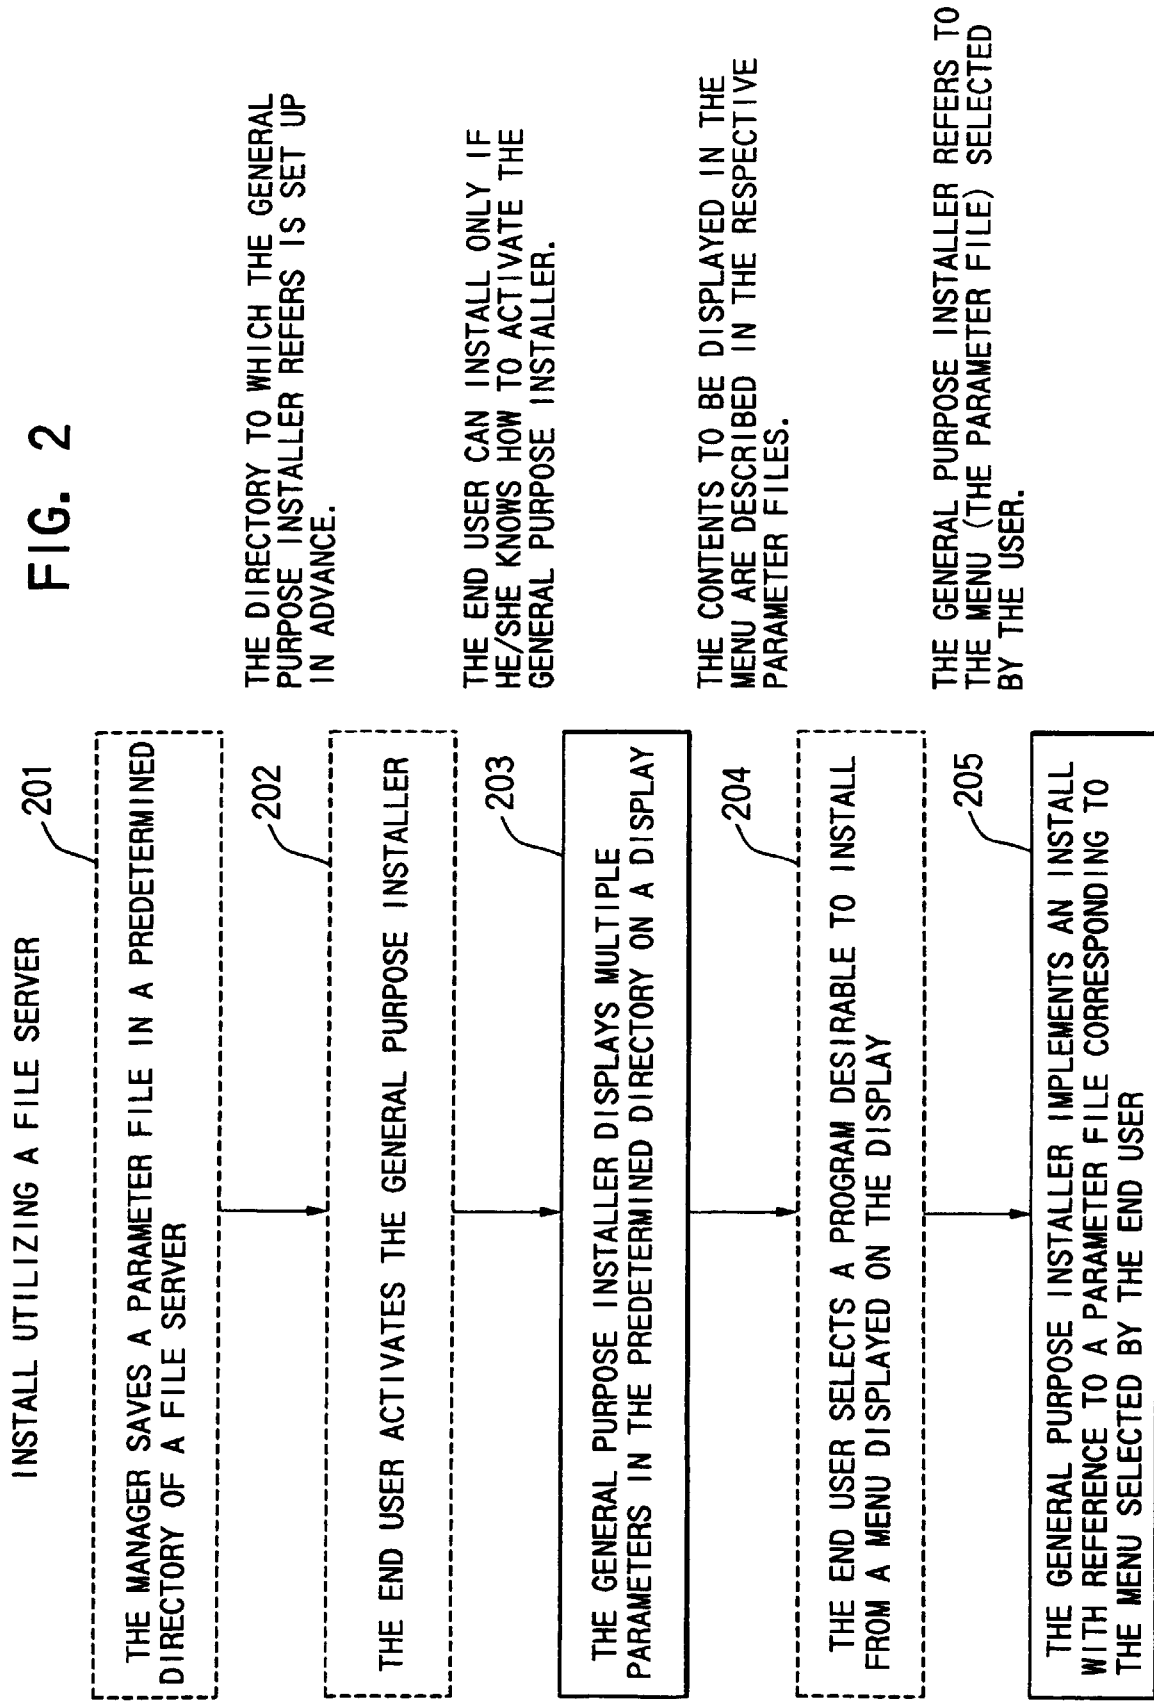 FIG. 2
INSTALL UTILIZING A FILE SERVER
201
THE MANAGER SAVES A PARAMETER FILE IN A PREDETERMINED
DIRECTORY OF A FILE SERVER
THE DIRECTORY TO WHICH THE GENERAL
PURPOSE INSTALLER REFERS IS SET UP
IN ADVANCE.
202
THE END USER ACTIVATES THE GENERAL PURPOSE INSTALLER
THE END USER CAN INSTALL ONLY IF
HE/SHE KNOWS HOW TO ACTIVATE THE
GENERAL PURPOSE INSTALLER.
203
THE GENERAL PURPOSE INSTALLER DISPLAYS MULTIPLE
PARAMETERS IN THE PREDETERMINED DIRECTORY ON A DISPLAY
THE CONTENTS TO BE DISPLAYED IN THE
MENU ARE DESCRIBED IN THE RESPECTIVE
PARAMETER FILES.
204
THE END USER SELECTS A PROGRAM DESIRABLE TO INSTALL
FROM A MENU DISPLAYED ON THE DISPLAY
THE GENERAL PURPOSE INSTALLER REFERS TO
THE MENU (THE PARAMETER FILE) SELECTED
BY THE USER.
205
THE GENERAL PURPOSE INSTALLER IMPLEMENTS AN INSTALL
WITH REFERENCE TO A PARAMETER FILE CORRESPONDING TO
THE MENU SELECTED BY THE END USER